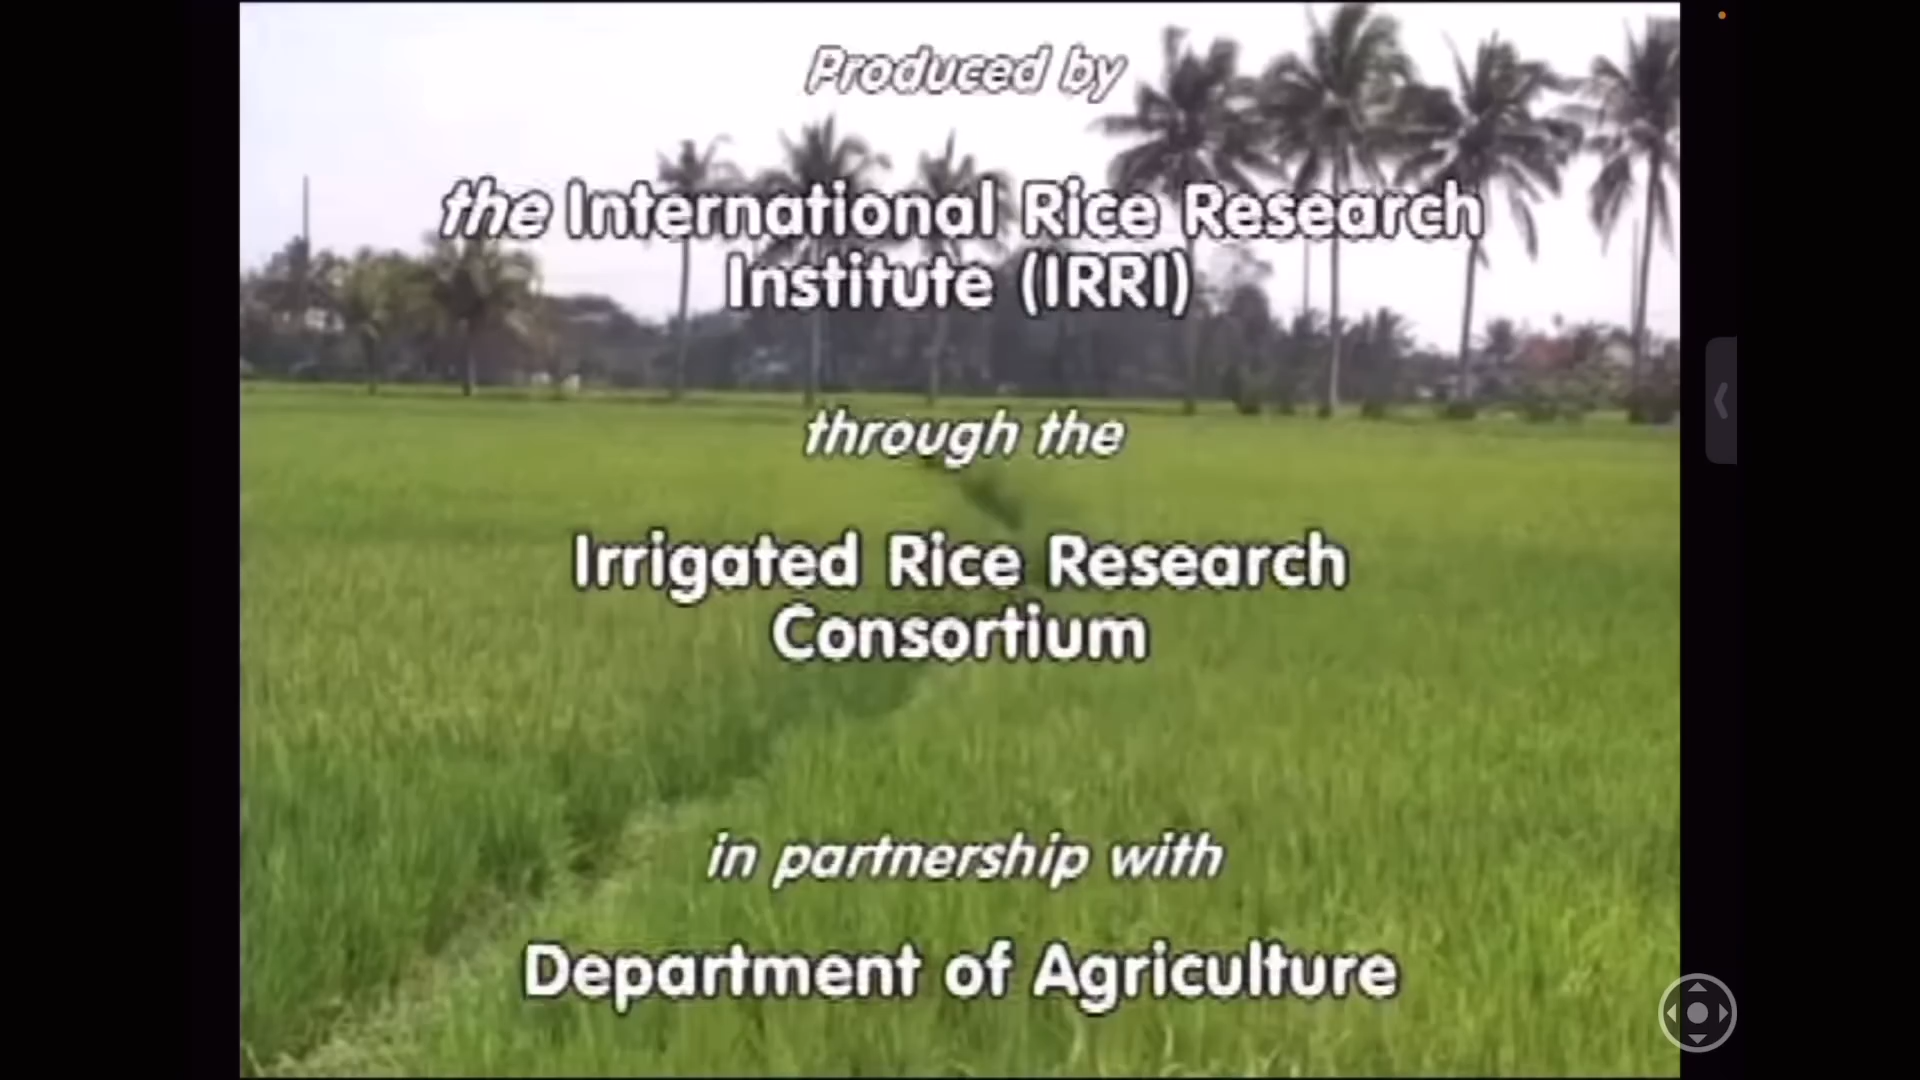 Produced by
the International Rice Research
Institute (IRRI)
through the
Irrigated Rice Research
Consortium
in partnership with
Department of Agriculture